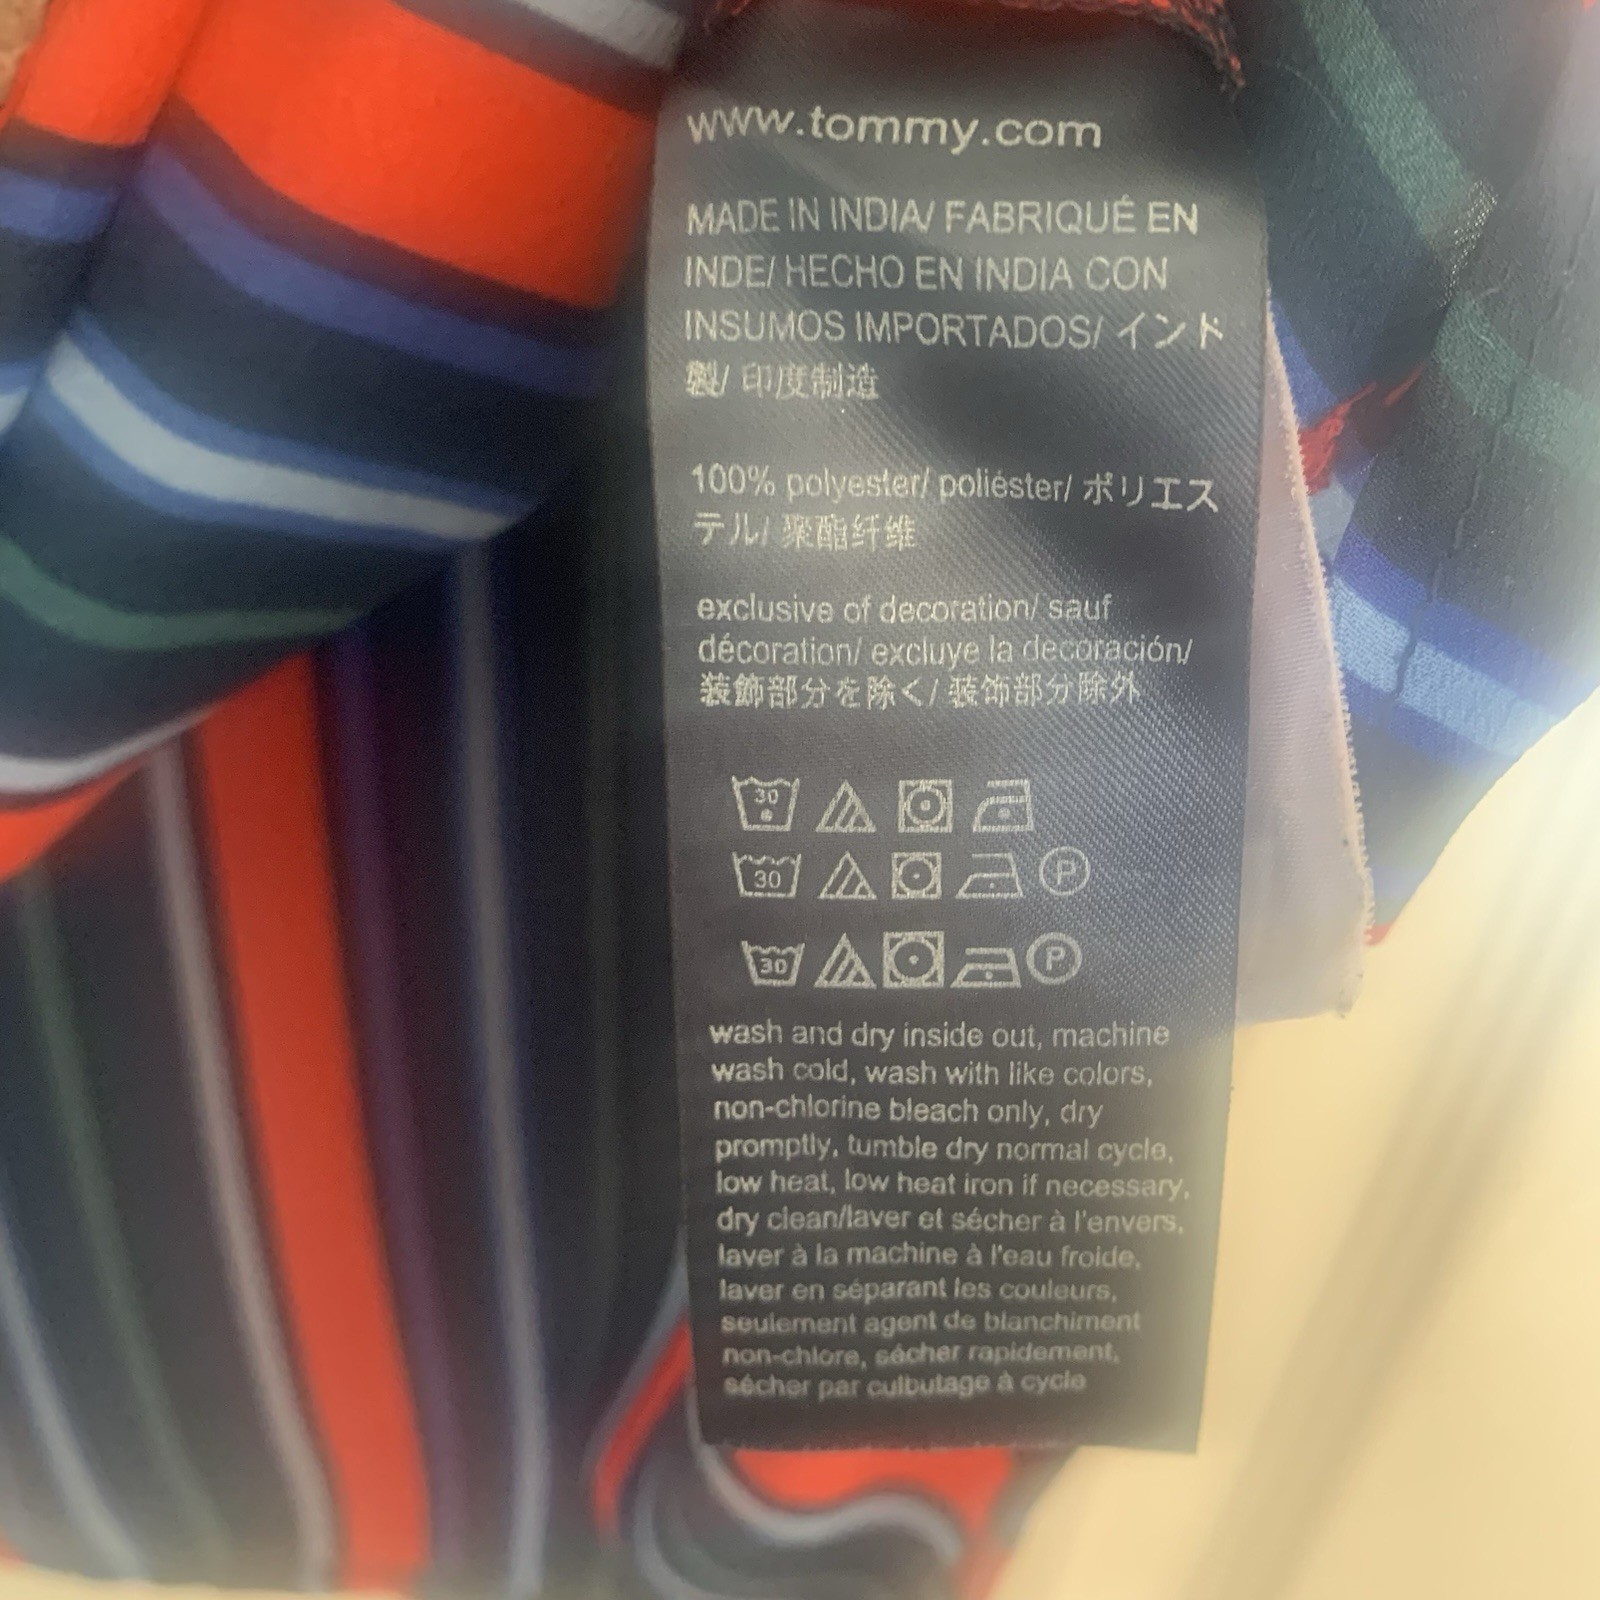 www.tommy.com
MADE IN INDIA/ FABRIQUÉ EN
INDE/ HECHO EN INDIA CON
INSUMOS IMPORTADOS/ インド
製/ 印度制造
100% polyester/ poliéster/ ポリエス
テル/ 聚酯纤维
exclusive of decoration/ sauf
décoration/ excluye la decoración/
装飾部分を除く/ 装饰部分除外
30
30 P
30 P
wash and dry inside out, machine
wash cold, wash with like colors,
non-chlorine bleach only, dry
promptly, tumble dry normal cycle,
low heat, low heat iron if necessary,
dry clean/laver et sécher à l'envers,
laver à la machine à l'eau froide,
laver en séparant les couleurs,
seulement agent de blanchiment
non-chlore, sécher rapidement,
sécher par culbutage à cycle